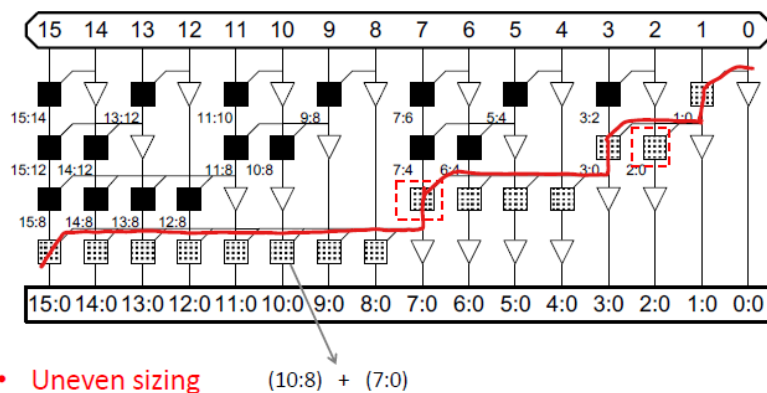 15 14 13 12 11 10 9 8 7 6 5 4 3 2 1 0
15:14 13:12 11:10 9:8 7:6 5:4 3:2 1:0
15:12 14:12 11:8 10:8 7:4 6:4 3:0 2:0
15:8 14:8 13:8 12:8
15:0 14:0 13:0 12:0 11:0 10:0 9:0 8:0 7:0 6:0 5:0 4:0 3:0 2:0 1:0 0:0
• Uneven sizing (10:8) + (7:0)